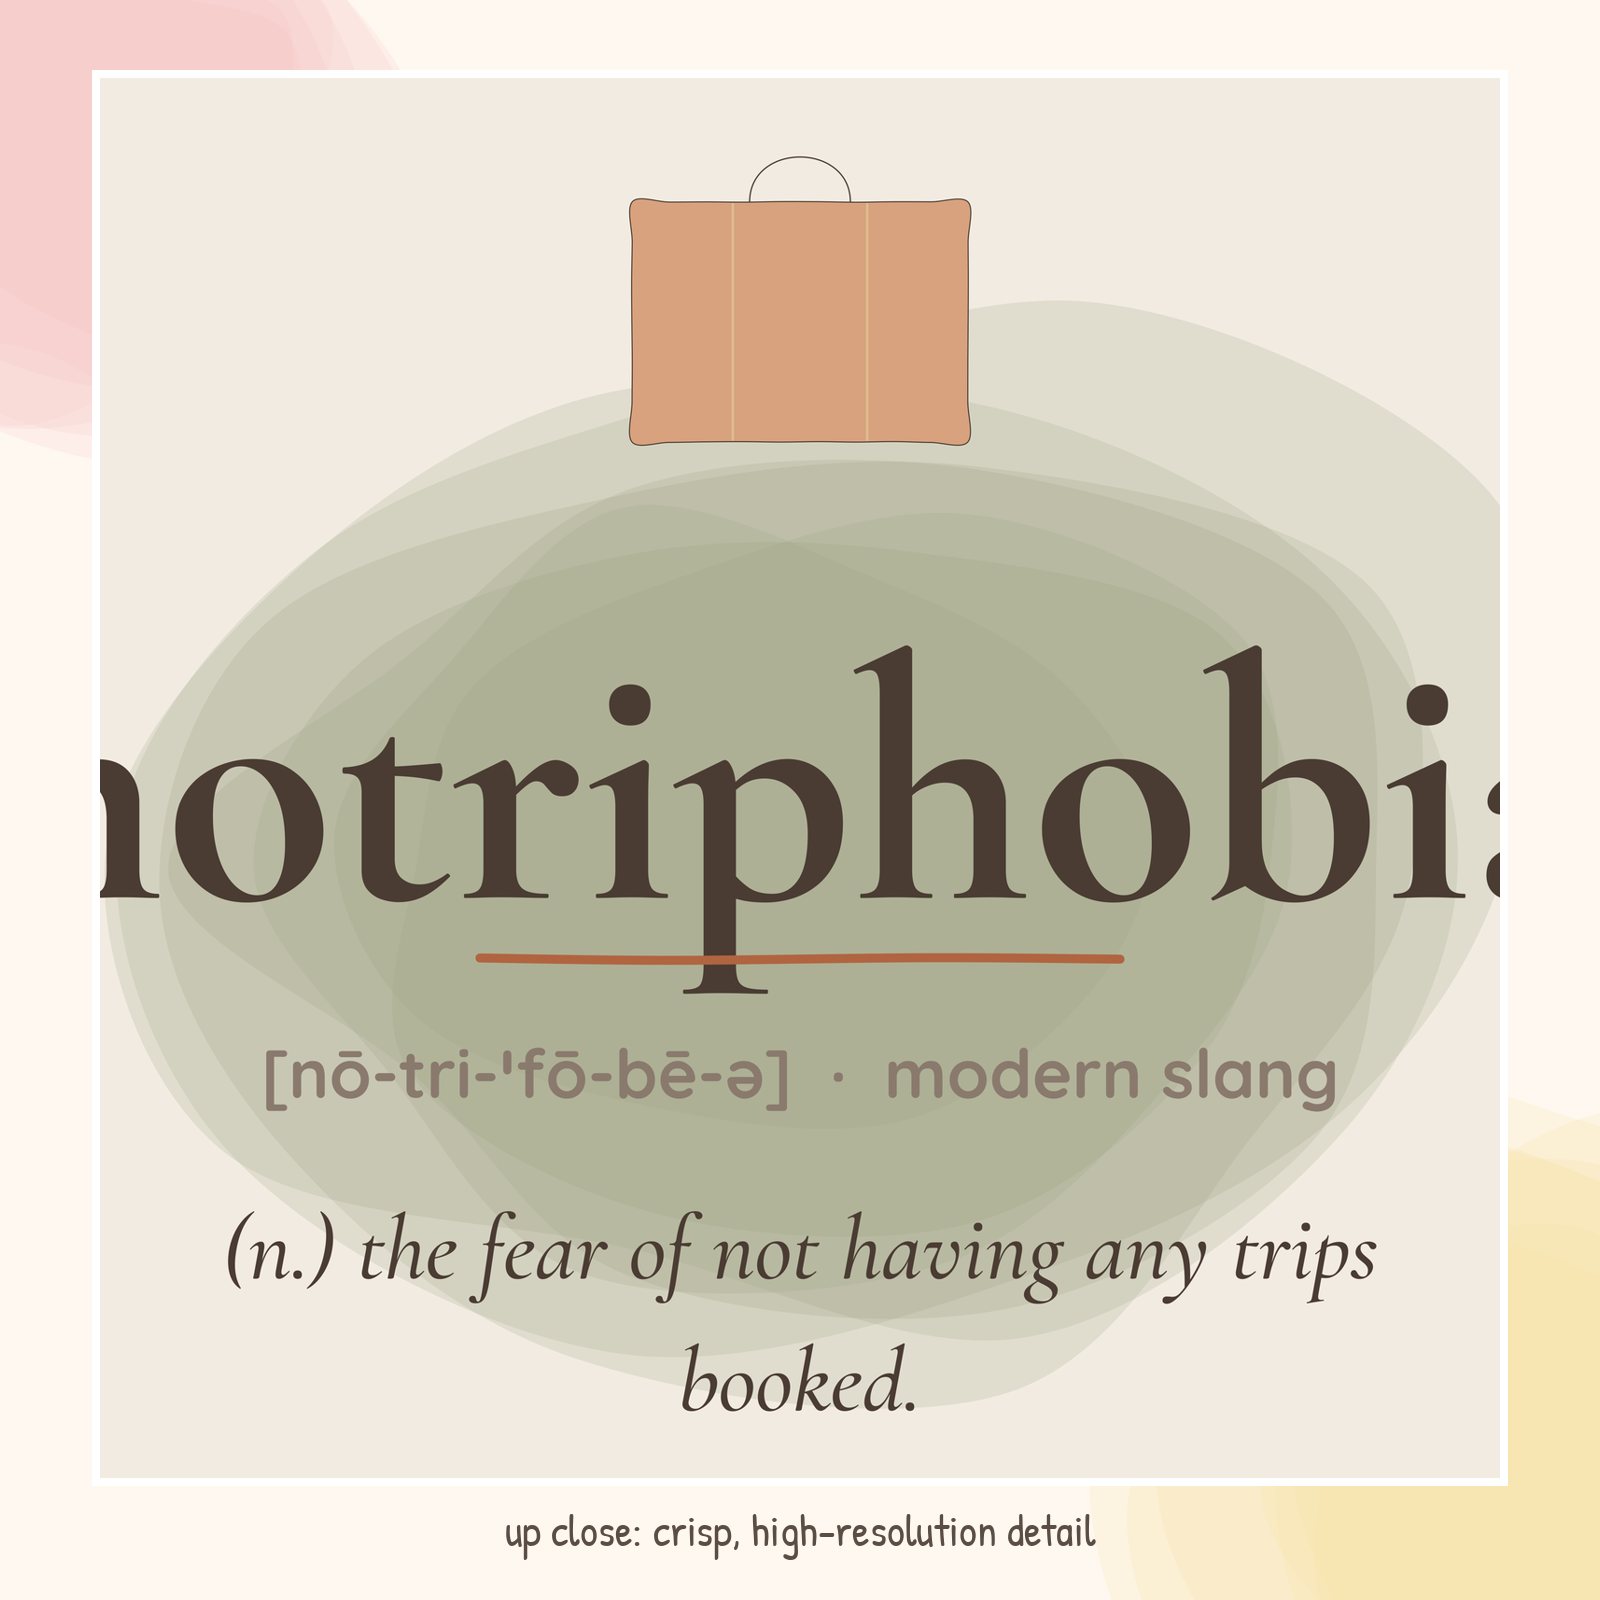 notriphobia
[nō-tri-ˈfō-bē-ə] · modern slang
(n.) the fear of not having any trips
booked.
up close: crisp, high-resolution detail